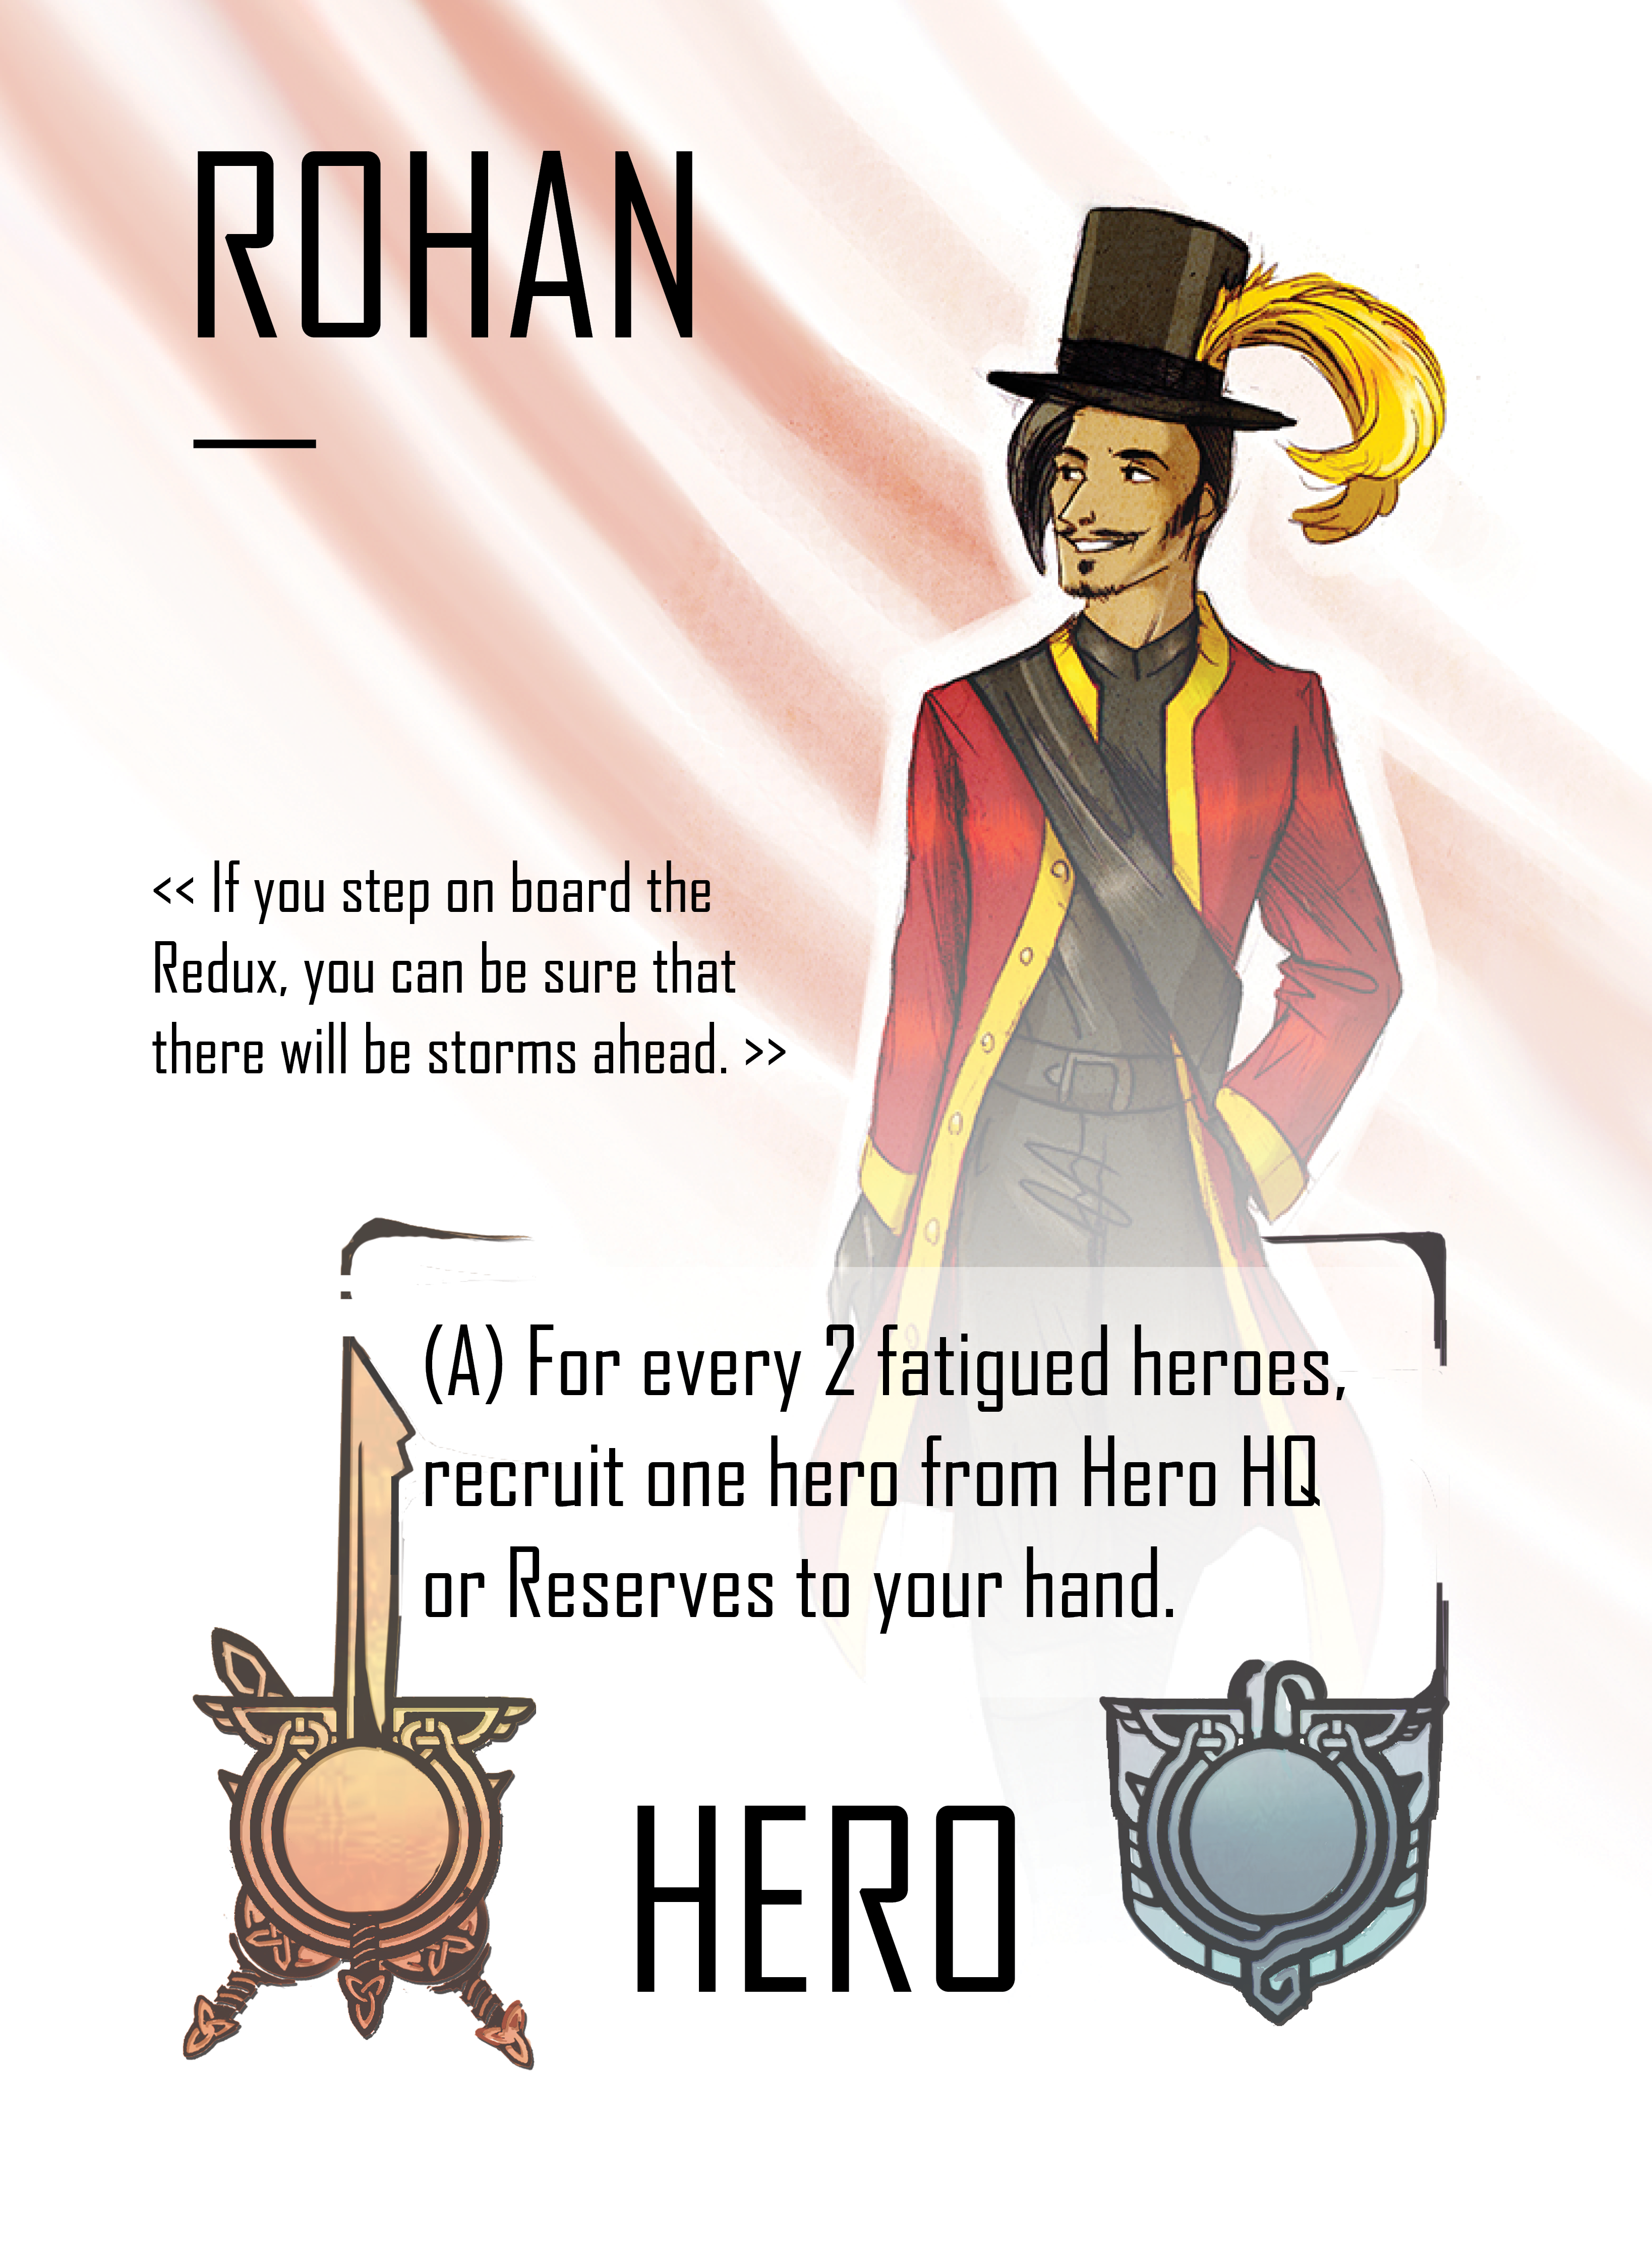 ROHAN
<< If you step on board the
Redux, you can be sure that
there will be storms ahead. >>
(A) For every 2 fatigued heroes,
recruit one hero from Hero HQ
or Reserves to your hand.
HERO